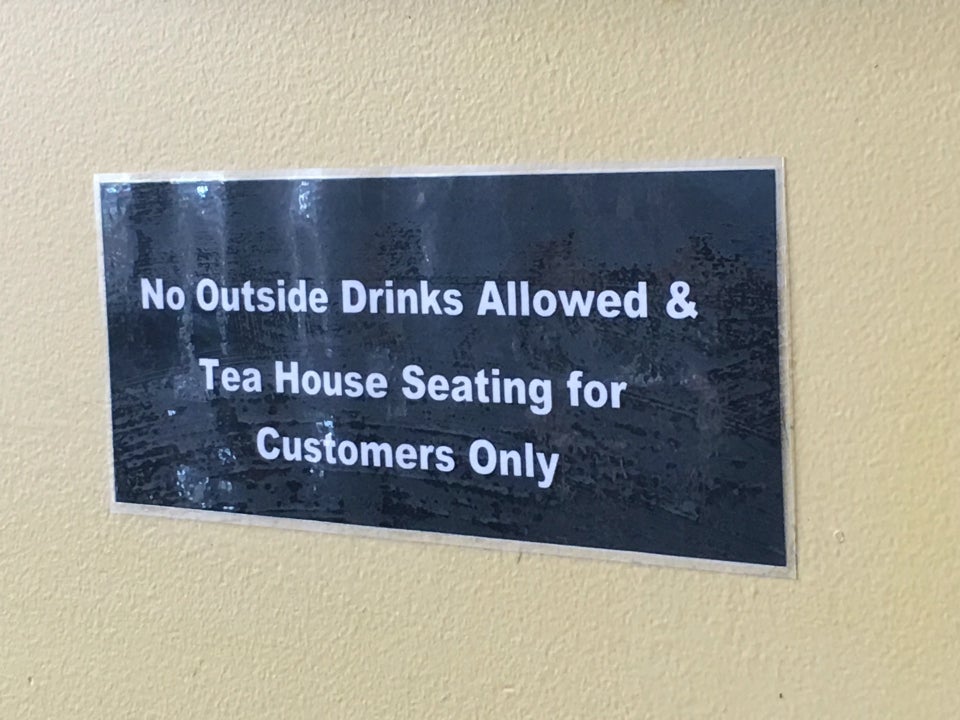 No Outside Drinks Allowed &
Tea House Seating for
Customers Only